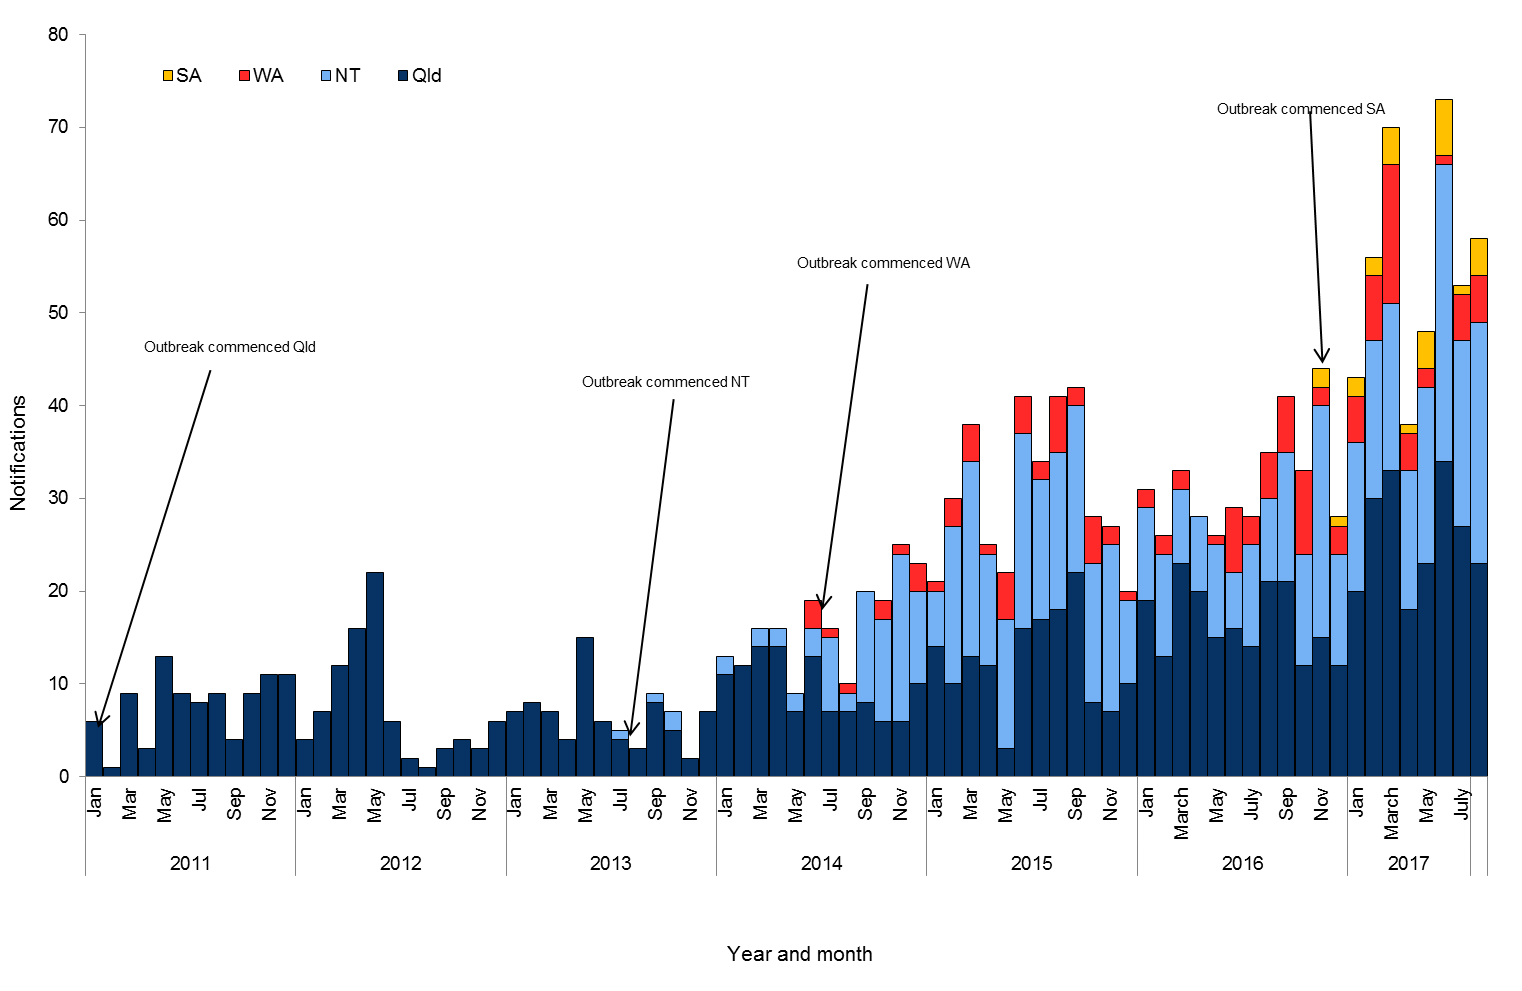 80
SA WA NT Qld
Outbreak commenced SA
70
60
Outbreak commenced WA
50
Outbreak commenced Qld
Outbreak commenced NT
40
30
20
10
0
Notifications
Jan Mar May Jul Sep Nov Jan Mar May Jul Sep Nov Jan Mar May Jul Sep Nov Jan Mar May Jul Sep Nov Jan Mar May Jul Sep Nov Jan March May July Sep Nov Jan March May July
2011 2012 2013 2014 2015 2016 2017
Year and month